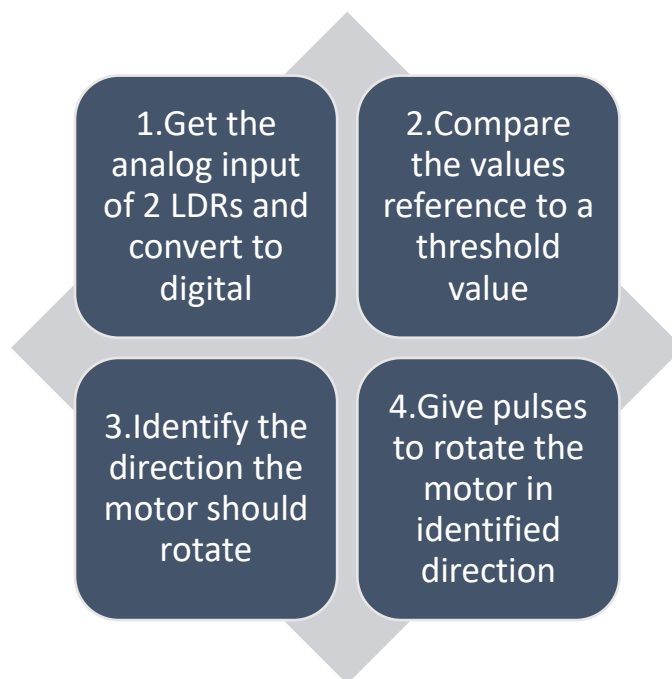 1.Get the
analog input
of 2 LDRs and
convert to
digital
2.Compare
the values
reference to a
threshold
value
3.Identify the
direction the
motor should
rotate
4.Give pulses
to rotate the
motor in
identified
direction